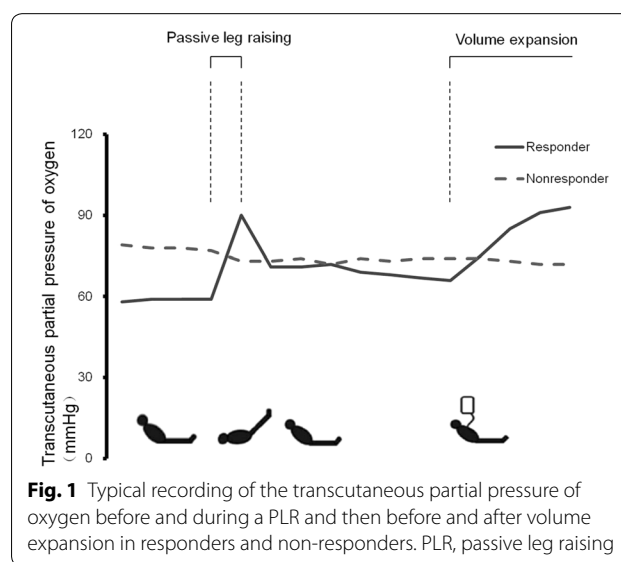 Passive leg raising
Volume expansion
120
Responder
Nonresponder
90
60
30
0
Transcutaneous partial pressure of oxygen
（mmHg）
Fig. 1 Typical recording of the transcutaneous partial pressure of
oxygen before and during a PLR and then before and after volume
expansion in responders and non-responders. PLR, passive leg raising